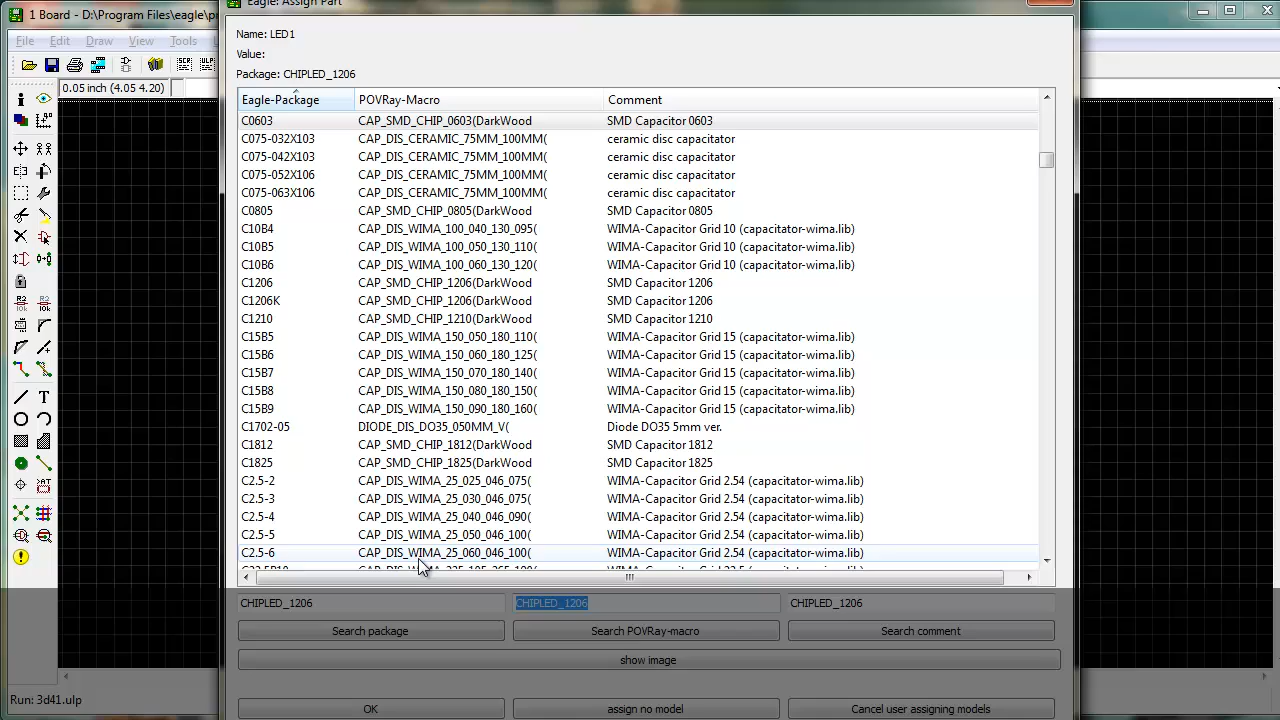 1 Board - D:\Program Files\eagle\pr
Eagle: Assign Part
File Edit Draw View Tools
0.05 inch (4.05 4.20)
Name: LED1
Value:
Package: CHIPLED_1206
Eagle-Package POVRay-Macro Comment
C0603 CAP_SMD_CHIP_0603(DarkWood SMD Capacitor 0603
C075-032X103 CAP_DIS_CERAMIC_75MM_100MM( ceramic disc capacitator
C075-042X103 CAP_DIS_CERAMIC_75MM_100MM( ceramic disc capacitator
C075-052X106 CAP_DIS_CERAMIC_75MM_100MM( ceramic disc capacitator
C075-063X106 CAP_DIS_CERAMIC_75MM_100MM( ceramic disc capacitator
C0805 CAP_SMD_CHIP_0805(DarkWood SMD Capacitor 0805
C10B4 CAP_DIS_WIMA_100_040_130_095( WIMA-Capacitor Grid 10 (capacitator-wima.lib)
C10B5 CAP_DIS_WIMA_100_050_130_110( WIMA-Capacitor Grid 10 (capacitator-wima.lib)
C10B6 CAP_DIS_WIMA_100_060_130_120( WIMA-Capacitor Grid 10 (capacitator-wima.lib)
C1206 CAP_SMD_CHIP_1206(DarkWood SMD Capacitor 1206
C1206K CAP_SMD_CHIP_1206(DarkWood SMD Capacitor 1206
C1210 CAP_SMD_CHIP_1210(DarkWood SMD Capacitor 1210
C15B5 CAP_DIS_WIMA_150_050_180_110( WIMA-Capacitor Grid 15 (capacitator-wima.lib)
C15B6 CAP_DIS_WIMA_150_060_180_125( WIMA-Capacitor Grid 15 (capacitator-wima.lib)
C15B7 CAP_DIS_WIMA_150_070_180_140( WIMA-Capacitor Grid 15 (capacitator-wima.lib)
C15B8 CAP_DIS_WIMA_150_080_180_150( WIMA-Capacitor Grid 15 (capacitator-wima.lib)
C15B9 CAP_DIS_WIMA_150_090_180_160( WIMA-Capacitor Grid 15 (capacitator-wima.lib)
C1702-05 DIODE_DIS_DO35_050MM_V( Diode DO35 5mm ver.
C1812 CAP_SMD_CHIP_1812(DarkWood SMD Capacitor 1812
C1825 CAP_SMD_CHIP_1825(DarkWood SMD Capacitor 1825
C2.5-2 CAP_DIS_WIMA_25_025_046_075( WIMA-Capacitor Grid 2.54 (capacitator-wima.lib)
C2.5-3 CAP_DIS_WIMA_25_030_046_075( WIMA-Capacitor Grid 2.54 (capacitator-wima.lib)
C2.5-4 CAP_DIS_WIMA_25_040_046_090( WIMA-Capacitor Grid 2.54 (capacitator-wima.lib)
C2.5-5 CAP_DIS_WIMA_25_050_046_100( WIMA-Capacitor Grid 2.54 (capacitator-wima.lib)
C2.5-6 CAP_DIS_WIMA_25_060_046_100( WIMA-Capacitor Grid 2.54 (capacitator-wima.lib)
CHIPLED_1206 CHIPLED_1206 CHIPLED_1206
Search package Search POVRay-macro Search comment
show image
OK assign no model Cancel user assigning models
Run: 3d41.ulp